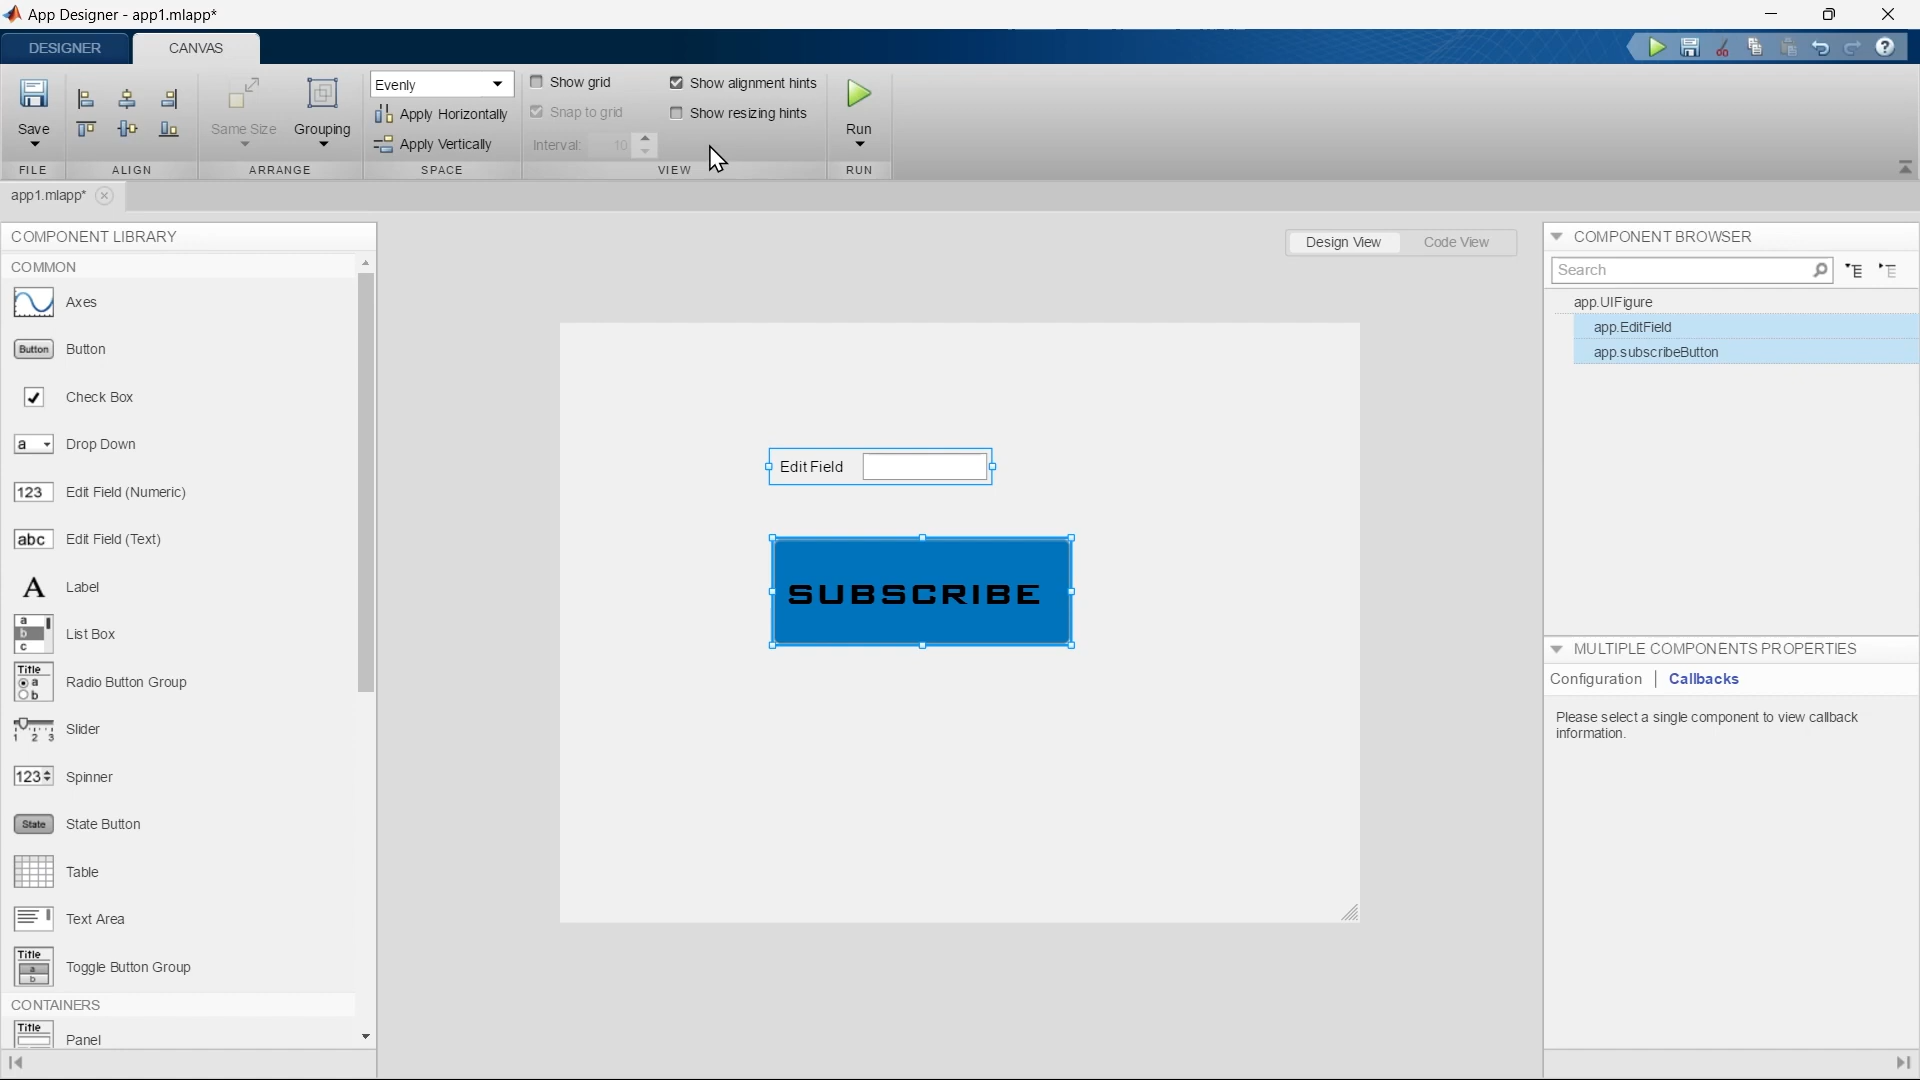 App Designer - app1.mlapp*
DESIGNER
CANVAS
Save
FILE
ALIGN
Same Size
Grouping
ARRANGE
Evenly
Apply Horizontally
Apply Vertically
SPACE
Show grid
Snap to grid
Interval: 10
Show alignment hints
Show resizing hints
VIEW
Run
RUN
app1.mlapp*
COMPONENT LIBRARY
COMMON
Axes
Button Button
Check Box
a Drop Down
123 Edit Field (Numeric)
abc Edit Field (Text)
A Label
a b c List Box
Title a b Radio Button Group
1 2 3 Slider
123 Spinner
State State Button
Table
Text Area
Title a b Toggle Button Group
CONTAINERS
Title Panel
Design View
Code View
Edit Field
SUBSCRIBE
COMPONENT BROWSER
Search
app.UIFigure
app.EditField
app.subscribeButton
MULTIPLE COMPONENTS PROPERTIES
Configuration | Callbacks
Please select a single component to view callback
information.